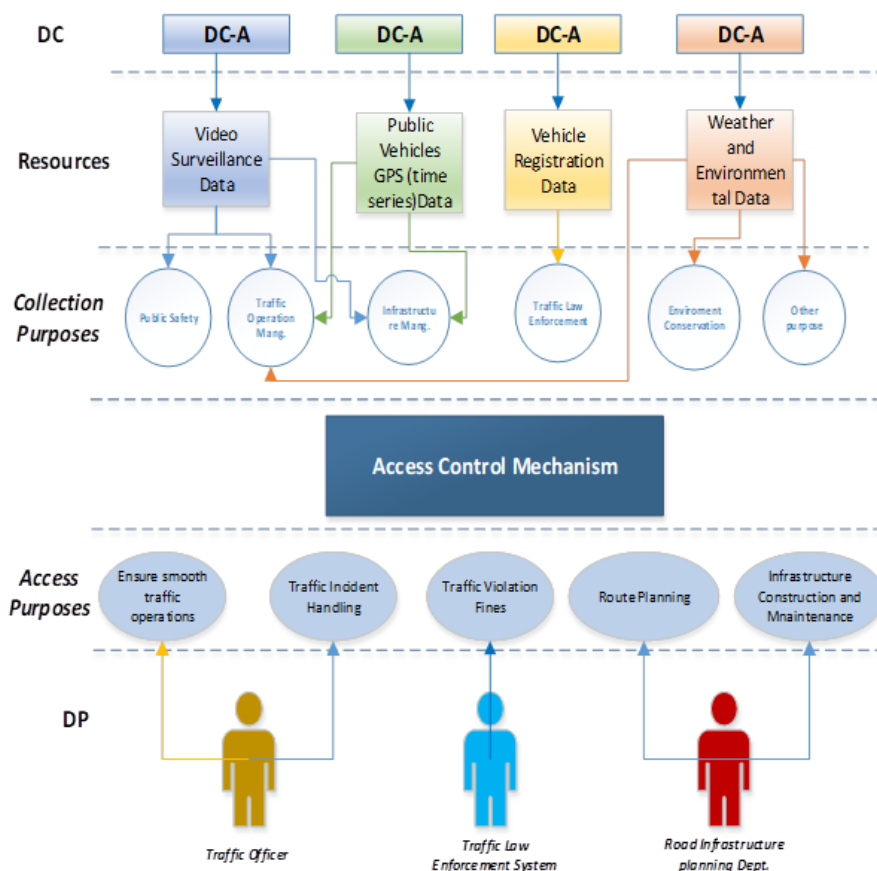 DC
DC-A
DC-A
DC-A
DC-A
Resources
Video
Surveillance
Data
Public
Vehicles
GPS (time
series)Data
Vehicle
Registration
Data
Weather
and
Environmen
tal Data
Collection
Purposes
Public Safety
Traffic
Operation
Mang.
Infrastructu
re Mang.
Traffic Law
Enforcement
Enviroment
Conservation
Other
purpose
Access Control Mechanism
Access
Purposes
Ensure smooth
traffic
operations
Traffic Incident
Handling
Traffic Violation
Fines
Route Planning
Infrastructure
Construction and
Mnaintenance
DP
Traffic Officer
Traffic Law
Enforcement System
Road Infrastructure
planning Dept.